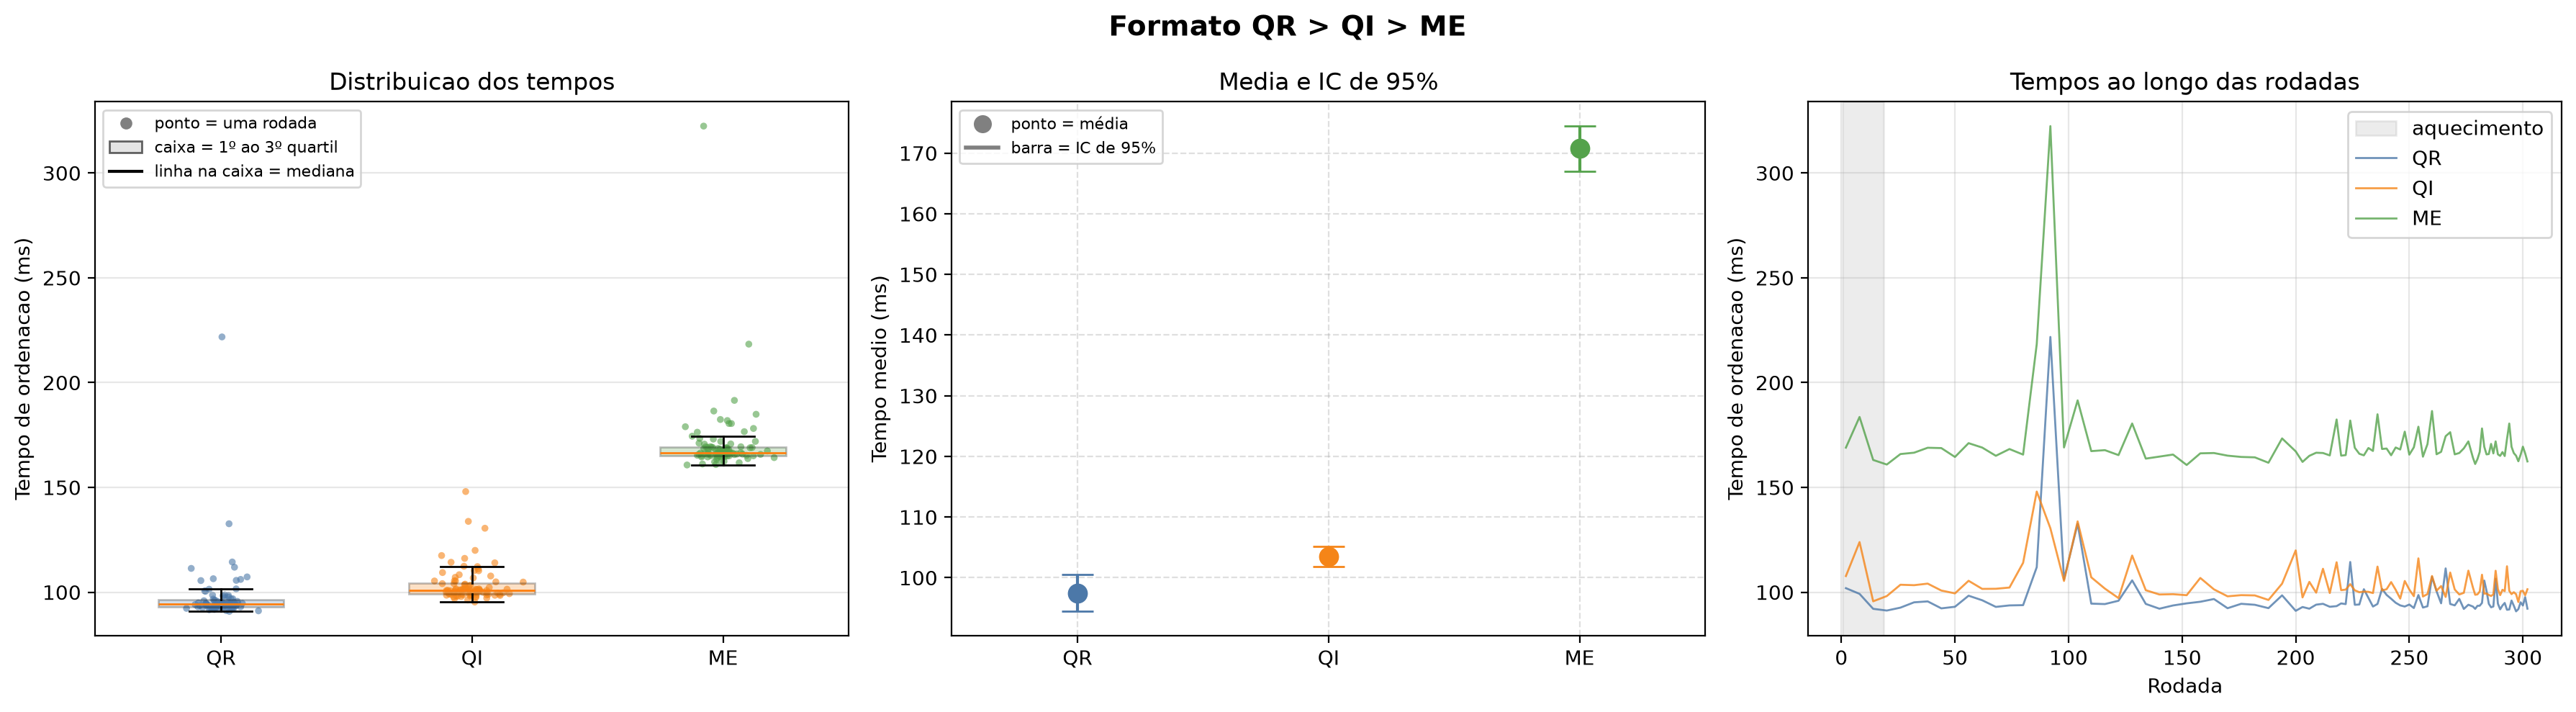 Formato QR > QI > ME
Distribuicao dos tempos
ponto = uma rodada
caixa = 1º ao 3º quartil
linha na caixa = mediana
Tempo de ordenacao (ms)
300
250
200
150
100
QR
QI
ME
Media e IC de 95%
ponto = média
barra = IC de 95%
Tempo medio (ms)
170
160
150
140
130
120
110
100
QR
QI
ME
Tempos ao longo das rodadas
aquecimento
QR
QI
ME
Tempo de ordenacao (ms)
300
250
200
150
100
0
50
100
150
200
250
300
Rodada